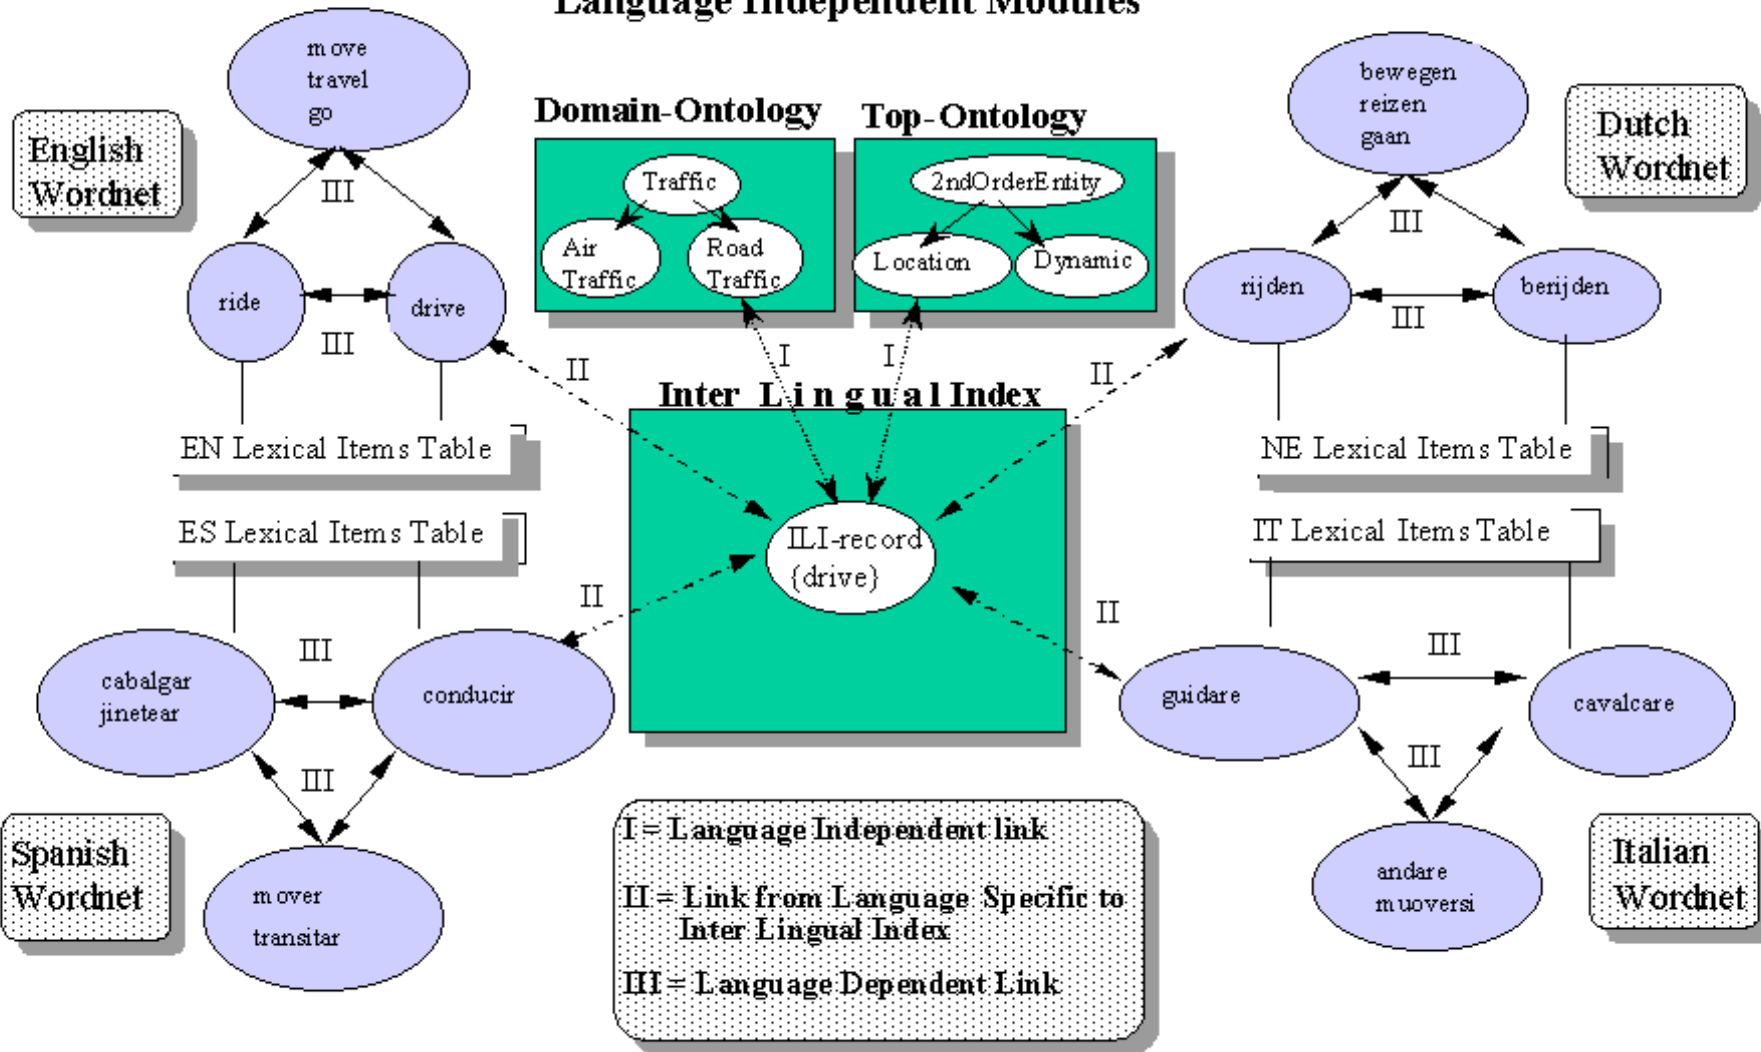 Language Independent Modules
move
travel
go
English
Wordnet
III
ride
drive
III
EN Lexical Items Table
Domain-Ontology
Traffic
Air
Traffic
Road
Traffic
Top-Ontology
2ndOrderEntity
Location
Dynamic
bewegen
reizen
gaan
Dutch
Wordnet
III
rijden
berijden
III
NE Lexical Items Table
II
I
I
II
Inter Lingual Index
ILI-record
{drive}
II
II
ES Lexical Items Table
III
cabalgar
jinetear
conducir
III
mover
transitar
Spanish
Wordnet
IT Lexical Items Table
III
guidare
cavalcare
III
andare
muoversi
Italian
Wordnet
I = Language Independent link
II = Link from Language Specific to
Inter Lingual Index
III = Language Dependent Link